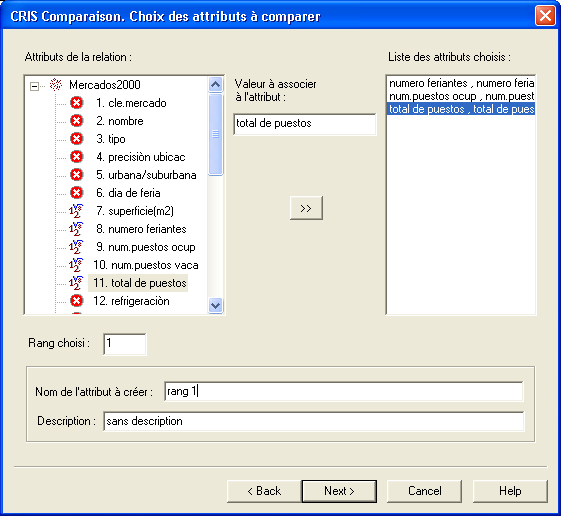 CRIS Comparaison. Choix des attributs à comparer
Attributs de la relation :
Mercados2000
1. cle.mercado
2. nombre
3. tipo
4. precisiòn ubicac
5. urbana/suburbana
6. dia de feria
7. superficie(m2)
8. numero feriantes
9. num.puestos ocup
10. num.puestos vaca
11. total de puestos
12. refrigeraciòn
Valeur à associer
à l'attribut :
total de puestos
>>
Liste des attributs choisis :
numero feriantes , numero feria
num.puestos ocup , num.puest
total de puestos , total de pues
Rang choisi :
1
Nom de l'attribut à créer :
rang 1
Description :
sans description
< Back
Next >
Cancel
Help